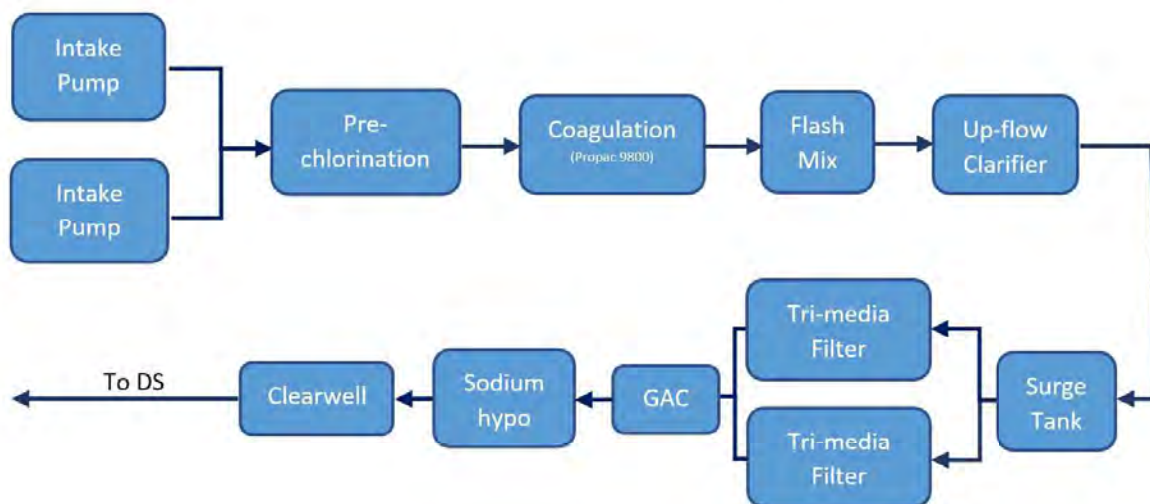 Intake
Pump
Intake
Pump
Pre-
chlorination
Coagulation
(Propac 9800)
Flash
Mix
Up-flow
Clarifier
Surge
Tank
Tri-media
Filter
Tri-media
Filter
GAC
Sodium
hypo
Clearwell
To DS